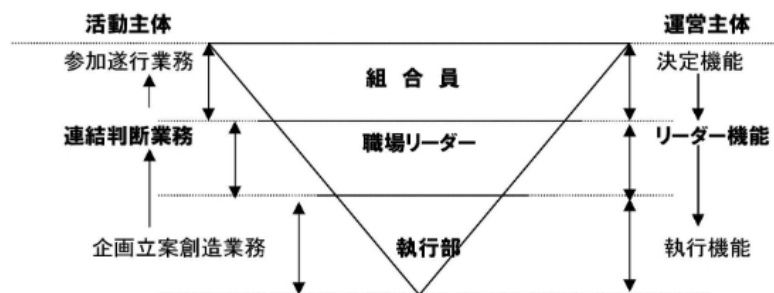 活動主体
運営主体
参加遂行業務
組合員
決定機能
連結判断業務
職場リーダー
リーダー機能
企画立案創造業務
執行部
執行機能